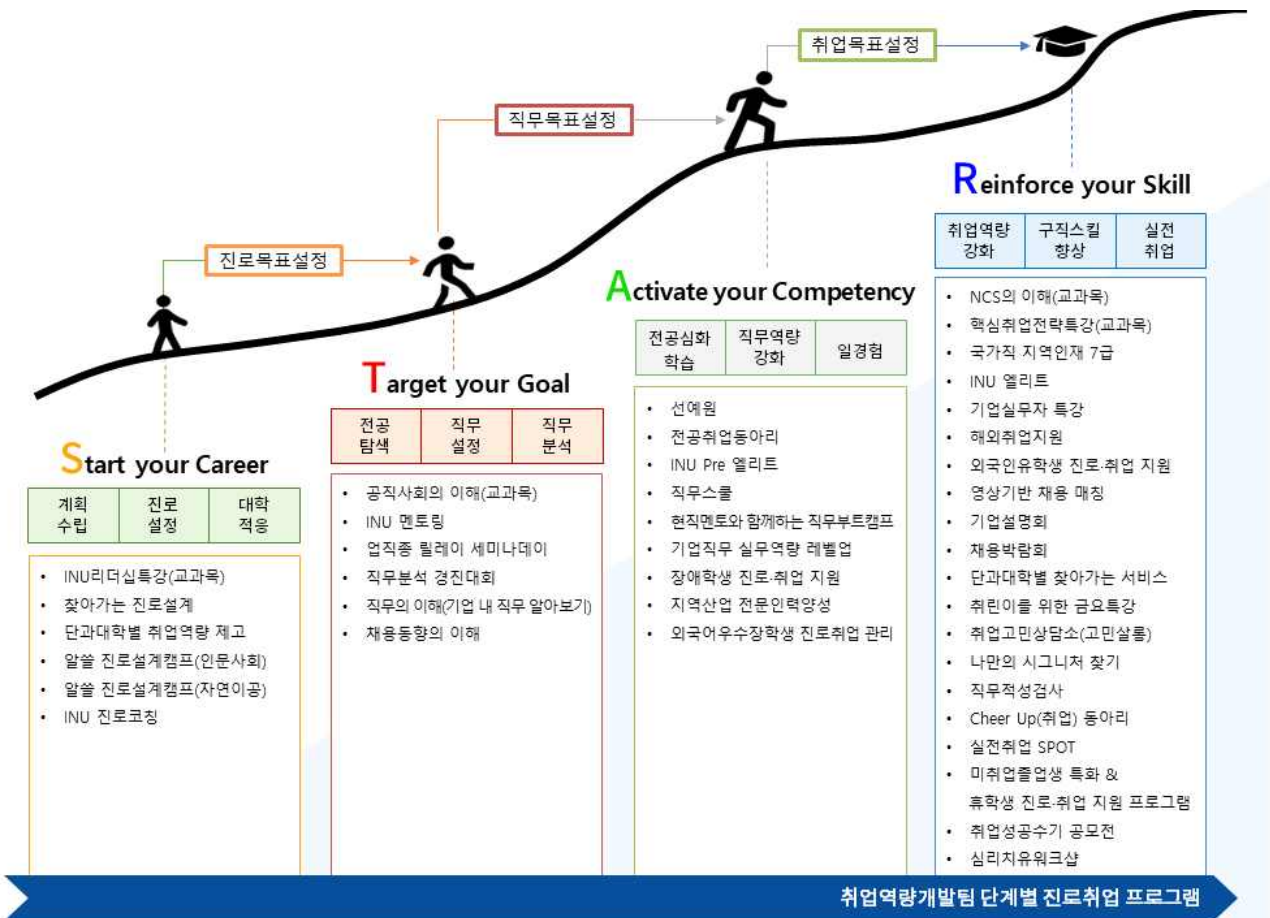 취업목표설정
직무목표설정
진로목표설정
Start your Career
계획
수립
진로
설정
대학
적응
• INU리더십특강(교과목)
• 찾아가는 진로설계
• 단과대학별 취업역량 제고
• 알쓸 진로설계캠프(인문사회)
• 알쓸 진로설계캠프(자연이공)
• INU 진로코칭
Target your Goal
전공
탐색
직무
설정
직무
분석
• 공직사회의 이해(교과목)
• INU 멘토링
• 업직종 릴레이 세미나데이
• 직무분석 경진대회
• 직무의 이해(기업 내 직무 알아보기)
• 채용동향의 이해
Activate your Competency
전공심화
학습
직무역량
강화
일경험
• 선예원
• 전공취업동아리
• INU Pre 엘리트
• 직무스쿨
• 현직멘토와 함께하는 직무부트캠프
• 기업직무 실무역량 레벨업
• 장애학생 진로·취업 지원
• 지역산업 전문인력양성
• 외국어우수장학생 진로취업 관리
Reinforce your Skill
취업역량
강화
구직스킬
향상
실전
취업
• NCS의 이해(교과목)
• 핵심취업전략특강(교과목)
• 국가직 지역인재 7급
• INU 엘리트
• 기업실무자 특강
• 해외취업지원
• 외국인유학생 진로·취업 지원
• 영상기반 채용 매칭
• 기업설명회
• 채용박람회
• 단과대학별 찾아가는 서비스
• 취린이를 위한 금요특강
• 취업고민상담소(고민살롱)
• 나만의 시그니처 찾기
• 직무적성검사
• Cheer Up(취업) 동아리
• 실전취업 SPOT
• 미취업졸업생 특화 &
휴학생 진로·취업 지원 프로그램
• 취업성공수기 공모전
• 심리치유워크샵
취업역량개발팀 단계별 진로취업 프로그램